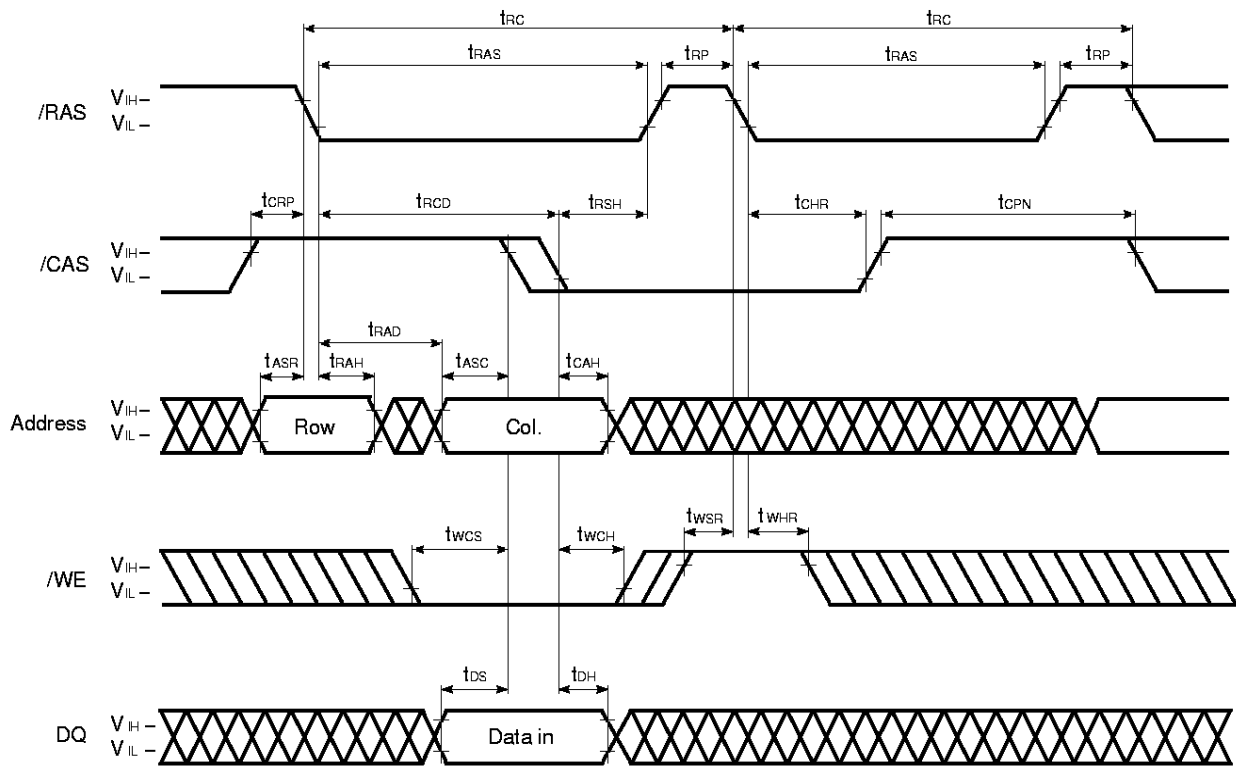 tRC tRC
tRAS tRP tRAS tRP
/RAS VIH–
VIL–
tCRP tRCD tRSH tCHR tCPN
/CAS VIH–
VIL–
tRAD
tASR tRAH tASC tCAH
Address VIH–
VIL–
Row Col.
tWSR tWHR
tWCS tWCH
/WE VIH–
VIL–
tDS tDH
DQ VIH–
VIL–
Data in